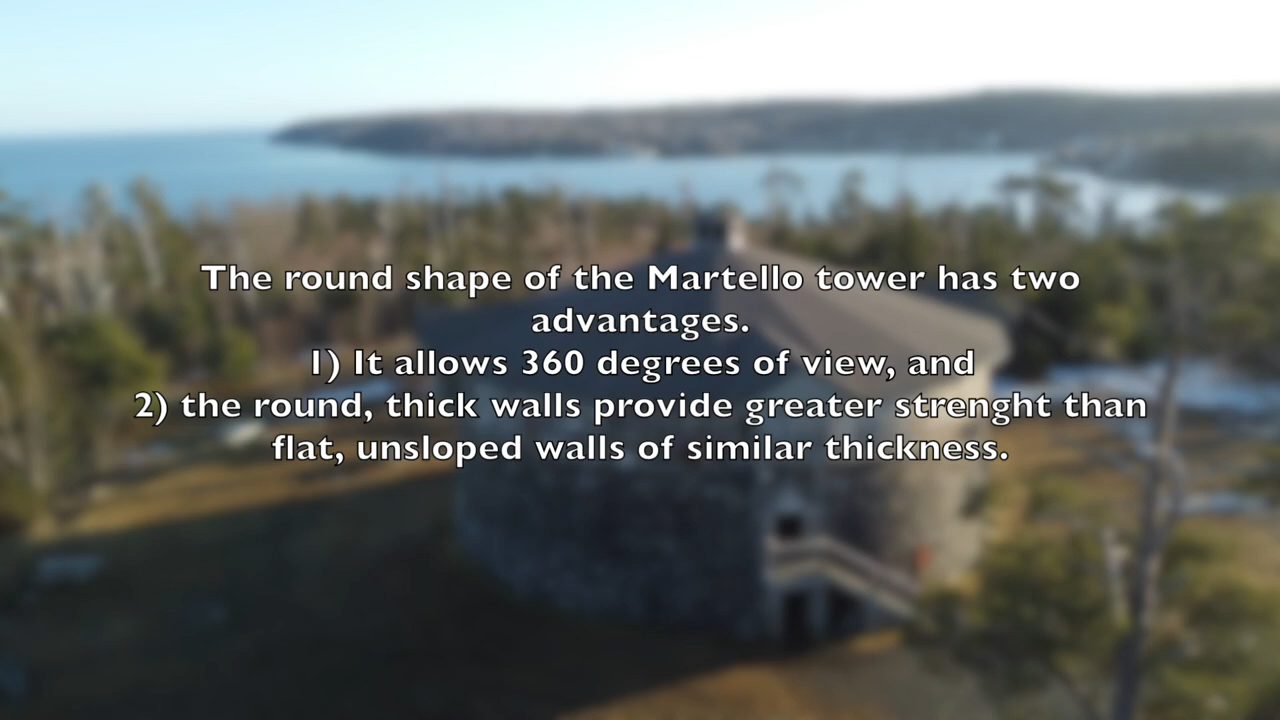 The round shape of the Martello tower has two
advantages.
1) It allows 360 degrees of view, and
2) the round, thick walls provide greater strenght than
flat, unsloped walls of similar thickness.